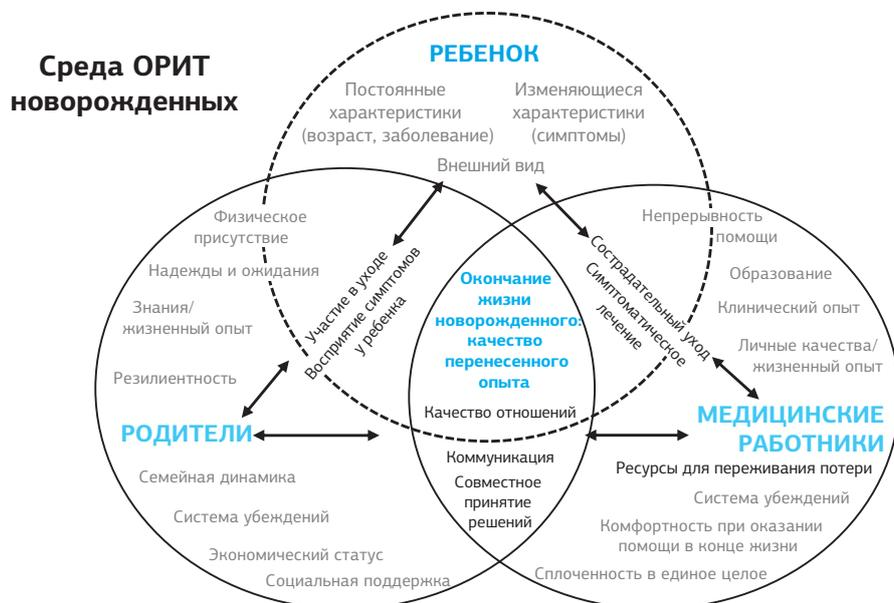 Среда ОРИТ
новорожденных
РЕБЕНОК
Постоянные
характеристики
(возраст, заболевание)
Изменяющиеся
характеристики
(симптомы)
Внешний вид
Физическое
присутствие
Надежды и ожидания
Знания/
жизненный опыт
Резилиентность
РОДИТЕЛИ
Семейная динамика
Система убеждений
Экономический статус
Социальная поддержка
Участие в уходе
Восприятие симптомов
у ребенка
Окончание
жизни
новорожденного:
качество
перенесенного
опыта
Качество отношений
Коммуникация
Совместное
принятие
решений
Сострадательный уход
Симптоматическое
лечение
Непрерывность
помощи
Образование
Клинический опыт
Личные качества/
жизненный опыт
МЕДИЦИНСКИЕ
РАБОТНИКИ
Ресурсы для переживания потери
Система убеждений
Комфортность при оказании
помощи в конце жизни
Сплоченность в единое целое